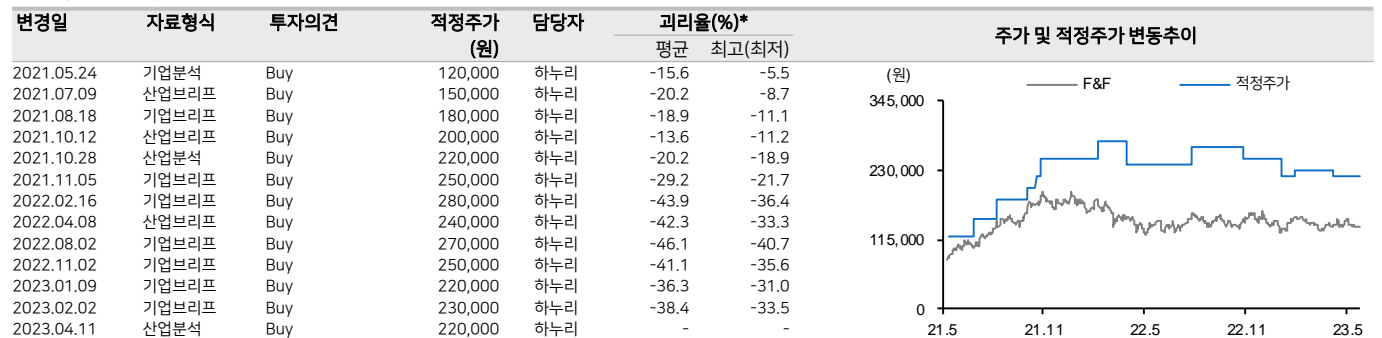 변경일 자료형식 투자의견 적정주가 담당자 괴리율(%)* 주가 및 적정주가 변동추이
(원) 평균 최고(최저)
2021.05.24 기업분석 Buy 120,000 하누리 -15.6 -5.5
2021.07.09 산업브리프 Buy 150,000 하누리 -20.2 -8.7
2021.08.18 기업브리프 Buy 180,000 하누리 -18.9 -11.1
2021.10.12 산업브리프 Buy 200,000 하누리 -13.6 -11.2
2021.10.28 산업분석 Buy 220,000 하누리 -20.2 -18.9
2021.11.05 기업브리프 Buy 250,000 하누리 -29.2 -21.7
2022.02.16 기업브리프 Buy 280,000 하누리 -43.9 -36.4
2022.04.08 산업브리프 Buy 240,000 하누리 -42.3 -33.3
2022.08.02 기업브리프 Buy 270,000 하누리 -46.1 -40.7
2022.11.02 기업브리프 Buy 250,000 하누리 -41.1 -35.6
2023.01.09 기업브리프 Buy 220,000 하누리 -36.3 -31.0
2023.02.02 기업브리프 Buy 230,000 하누리 -38.4 -33.5
2023.04.11 산업분석 Buy 220,000 하누리 - -
(원)
F&F 적정주가
345,000
230,000
115,000
0
21.5 21.11 22.5 22.11 23.5